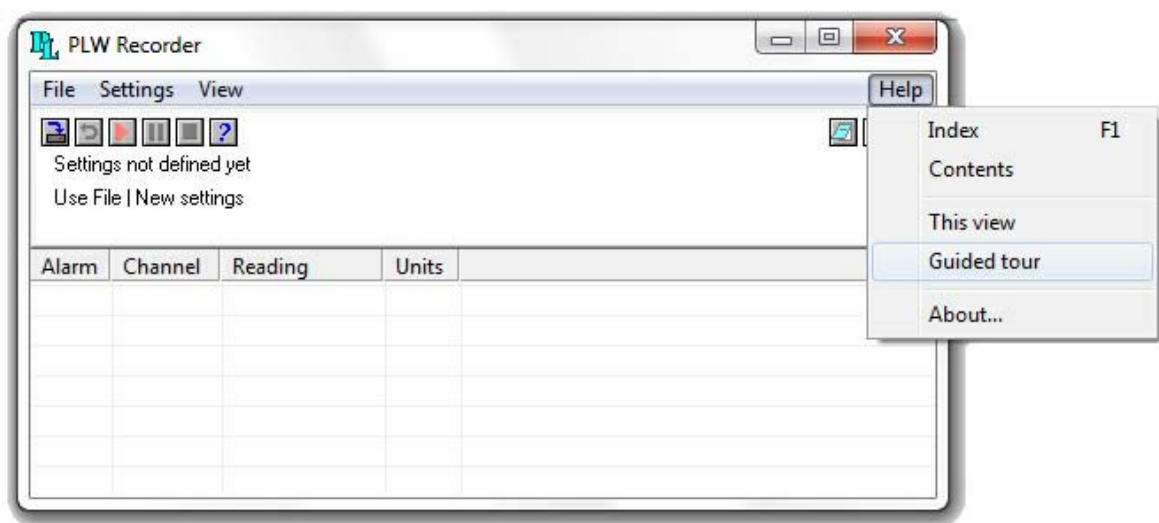 PLW Recorder
File Settings View Help
?
Settings not defined yet
Use File | New settings
Alarm Channel Reading Units
Index F1
Contents
This view
Guided tour
About...